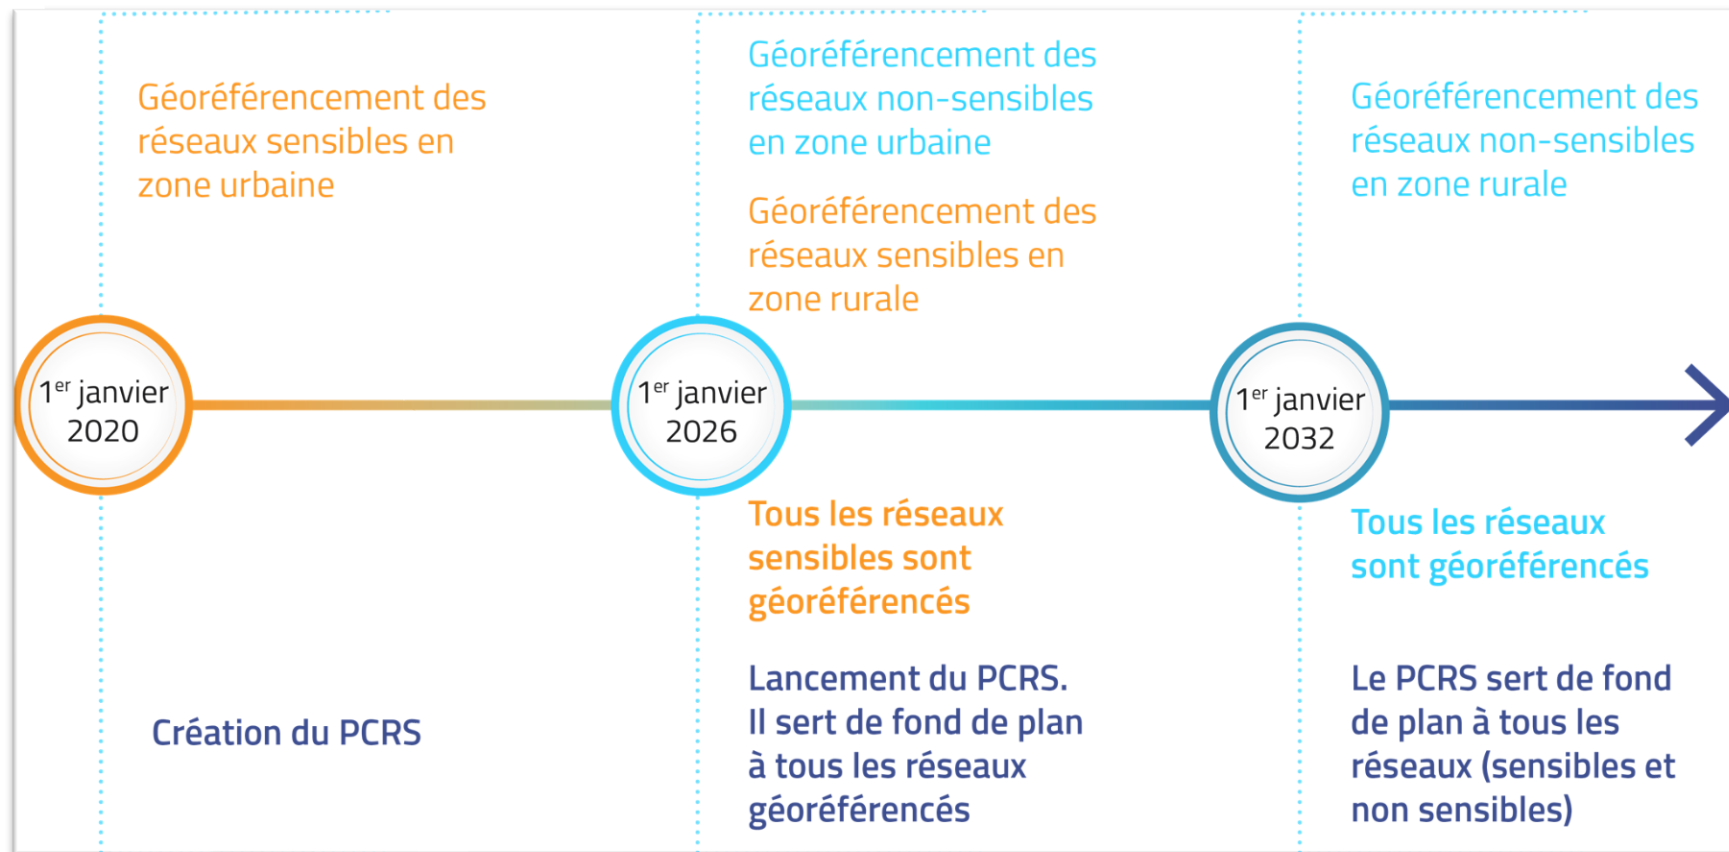 Géoréférencement des
réseaux sensibles en
zone urbaine
1er janvier
2020
Création du PCRS
Géoréférencement des
réseaux non-sensibles
en zone urbaine
Géoréférencement des
réseaux sensibles en
zone rurale
1er janvier
2026
Tous les réseaux
sensibles sont
géoréférencés
Lancement du PCRS.
Il sert de fond de plan
à tous les réseaux
géoréférencés
Géoréférencement des
réseaux non-sensibles
en zone rurale
1er janvier
2032
Tous les réseaux
sont géoréférencés
Le PCRS sert de fond
de plan à tous les
réseaux (sensibles et
non sensibles)